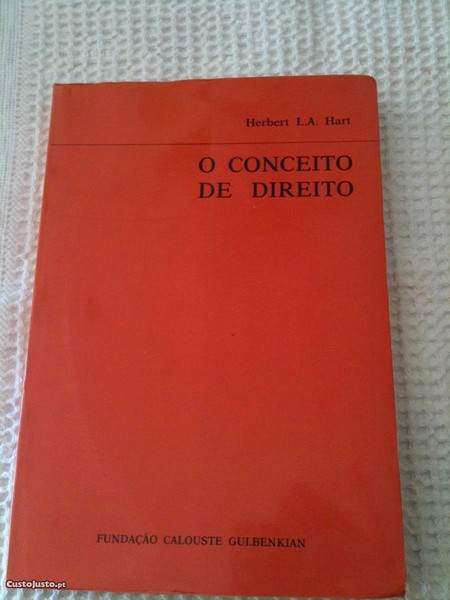 Herbert L.A. Hart
O CONCEITO
DE DIREITO
FUNDAÇÃO CALOUSTE GULBENKIAN
CustoJusto.pt